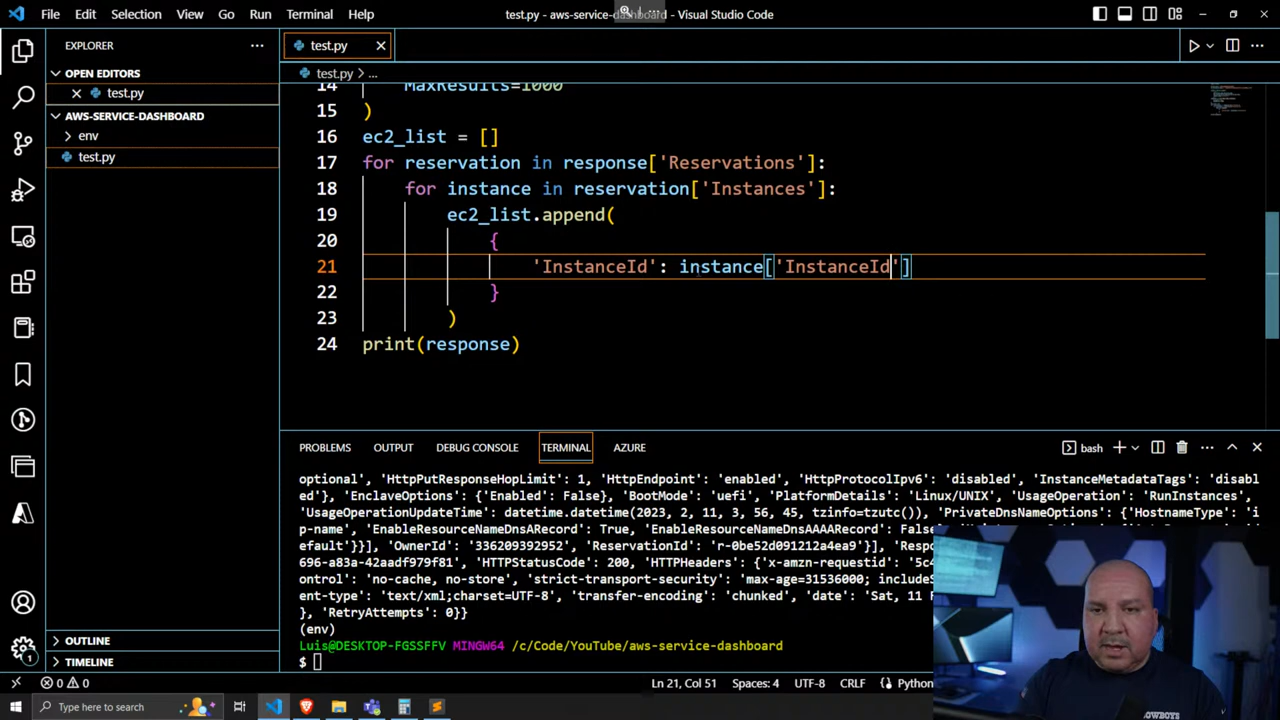 File Edit Selection View Go Run Terminal Help
test.py - aws-service-dashboard - Visual Studio Code
EXPLORER
OPEN EDITORS
test.py
AWS-SERVICE-DASHBOARD
env
test.py
OUTLINE
TIMELINE
test.py
test.py > ...
14 MaxResults=1000
15 )
16 ec2_list = []
17 for reservation in response['Reservations']:
18 for instance in reservation['Instances']:
19 ec2_list.append(
20 {
21 'InstanceId': instance['InstanceId']
22 }
23 )
24 print(response)
PROBLEMS OUTPUT DEBUG CONSOLE TERMINAL AZURE
bash
optional', 'HttpPutResponseHopLimit': 1, 'HttpEndpoint': 'enabled', 'HttpProtocolIpv6': 'disabled', 'InstanceMetadataTags': 'disabl
ed'}, 'EnclaveOptions': {'Enabled': False}, 'BootMode': 'uefi', 'PlatformDetails': 'Linux/UNIX', 'UsageOperation': 'RunInstances',
'UsageOperationUpdateTime': datetime.datetime(2023, 2, 11, 3, 56, 45, tzinfo=tzutc()), 'PrivateDnsNameOptions': {'HostnameType': 'i
p-name', 'EnableResourceNameDnsARecord': True, 'EnableResourceNameDnsAAAARecord': False
efault'}}], 'OwnerId': '336209392952', 'ReservationId': 'r-0be52d091212a4ea9'}], 'Resp
696-a83a-42aadf979f81', 'HTTPStatusCode': 200, 'HTTPHeaders': {'x-amzn-requestid': '5c4
ontrol': 'no-cache, no-store', 'strict-transport-security': 'max-age=31536000; includeS
ent-type': 'text/xml;charset=UTF-8', 'transfer-encoding': 'chunked', 'date': 'Sat, 11 F
}, 'RetryAttempts': 0}}
(env)
Luis@DESKTOP-FGSSFFV MINGW64 /c/Code/YouTube/aws-service-dashboard
$
1
0 0
Ln 21, Col 51 Spaces: 4 UTF-8 CRLF Python
Type here to search
COWBOYS